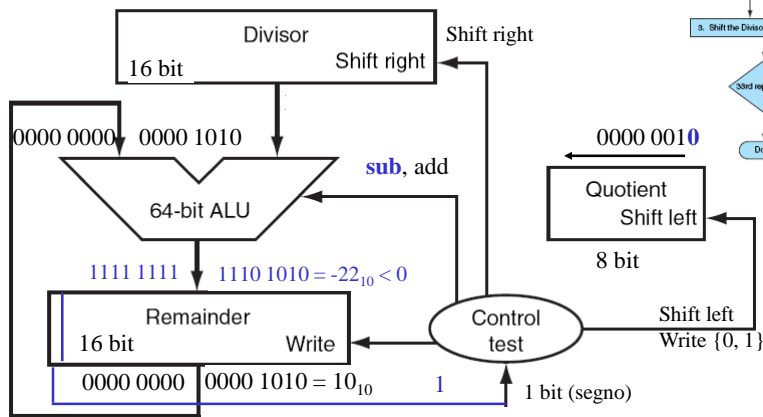 Divisor
Shift right
16 bit
Shift right
3. Shift the Diviso
33rd rep
Do
0000 0000 0000 1010
0000 0010
sub, add
64-bit ALU
Quotient
Shift left
8 bit
1111 1111 1110 1010 = -22₁₀ < 0
Remainder
16 bit
Write
Control
test
Shift left
Write {0, 1}
0000 0000 0000 1010 = 10₁₀
1
1 bit (segno)